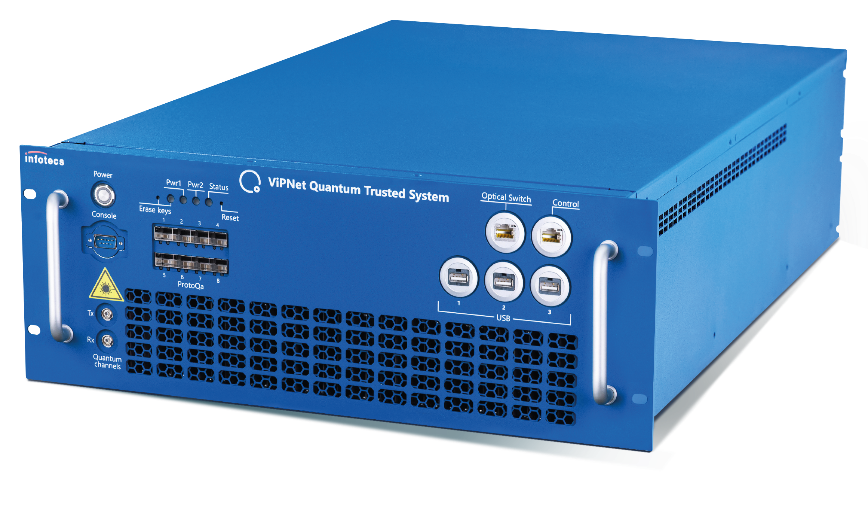 infotecs
Power
Pwr1 Pwr2 Status
ViPNet Quantum Trusted System
Optical Switch
Control
Erase keys
Reset
Console
1 2 3 4
5 6 7 8
ProtoQa
1 2 3
USB
Tx
Rx
Quantum
channels